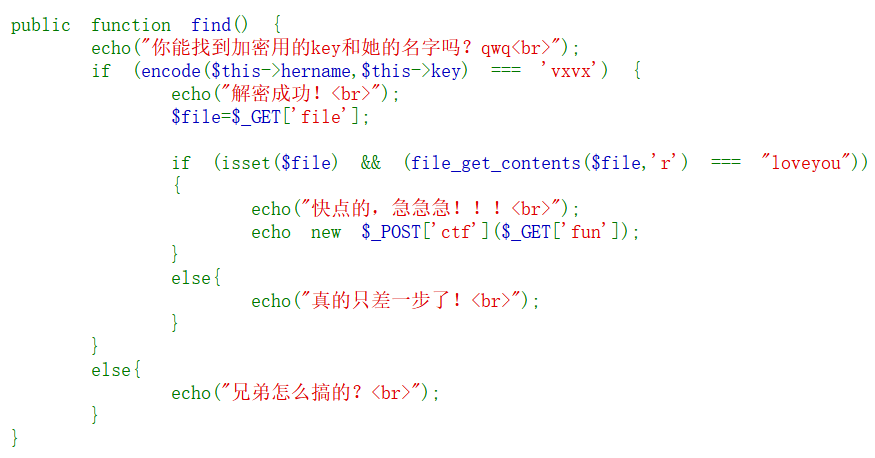 public function find() {
echo("你能找到加密用的key和她的名字吗？qwq<br>");
if (encode($this->hername,$this->key) === 'vxvx') {
echo("解密成功！<br>");
$file=$_GET['file'];
if (isset($file) && (file_get_contents($file,'r') === "loveyou"))
{
echo("快点的，急急急！！！<br>");
echo new $_POST['ctf']($_GET['fun']);
}
else{
echo("真的只差一步了！<br>");
}
}
else{
echo("兄弟怎么搞的？<br>");
}
}